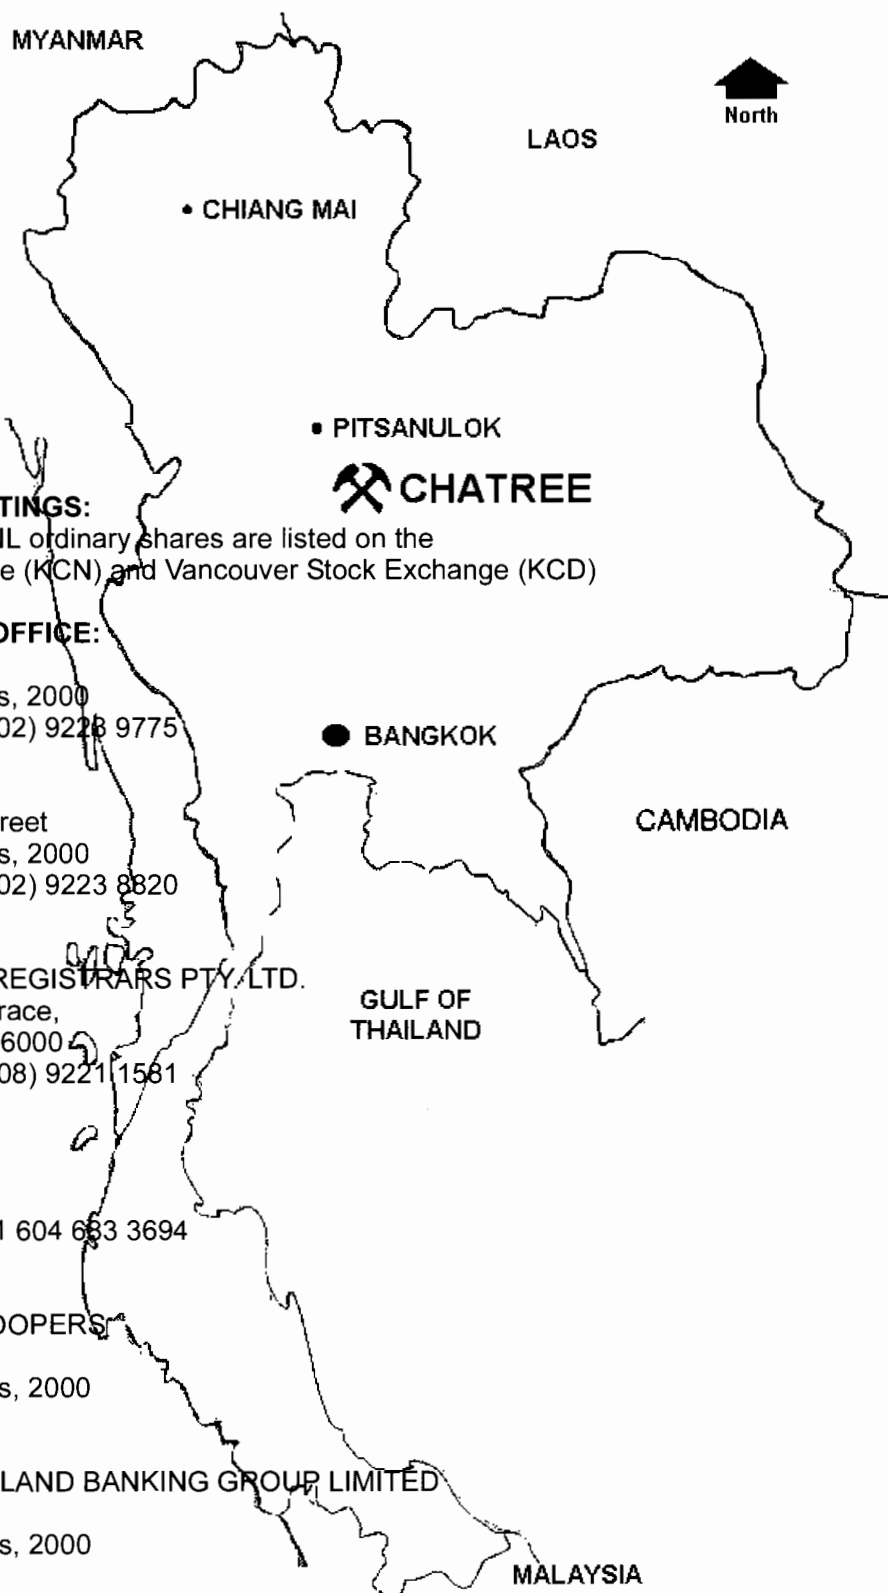 MYANMAR
North
LAOS
CHIANG MAI
PITSANULOK
CHATREE
TINGS:
IL ordinary shares are listed on the
e (KCN) and Vancouver Stock Exchange (KCD)
OFFICE:
s, 2000
02) 9223 9775
BANGKOK
CAMBODIA
reet
s, 2000
02) 9223 8820
REGISTRARS PTY. LTD.
GULF OF
THAILAND
race,
6000
08) 9221 1581
1 604 683 3694
OOPERS
s, 2000
LAND BANKING GROUP LIMITED
s, 2000
MALAYSIA